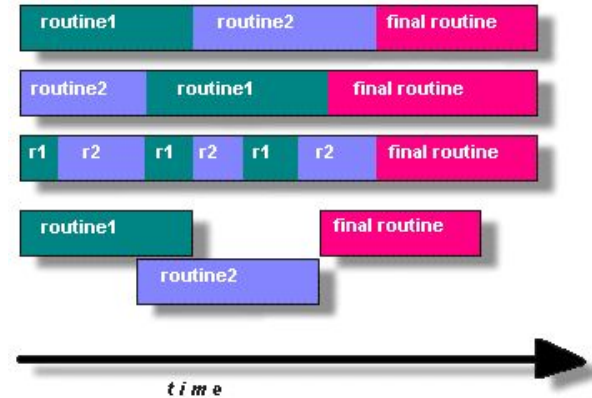 routine1 routine2 final routine
routine2 routine1 final routine
r1 r2 r1 r2 r1 r2 final routine
routine1 final routine
routine2
time